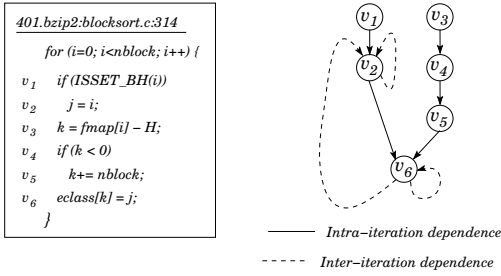 401.bzip2:blocksort.c:314
for (i=0; i<nblock; i++) {
v1 if (ISSET_BH(i))
v2 j = i;
v3 k = fmap[i] − H;
v4 if (k < 0)
v5 k+= nblock;
v6 eclass[k] = j;
}
v1 v3
v2 v4
v5
v6
Intra−iteration dependence
Inter−iteration dependence